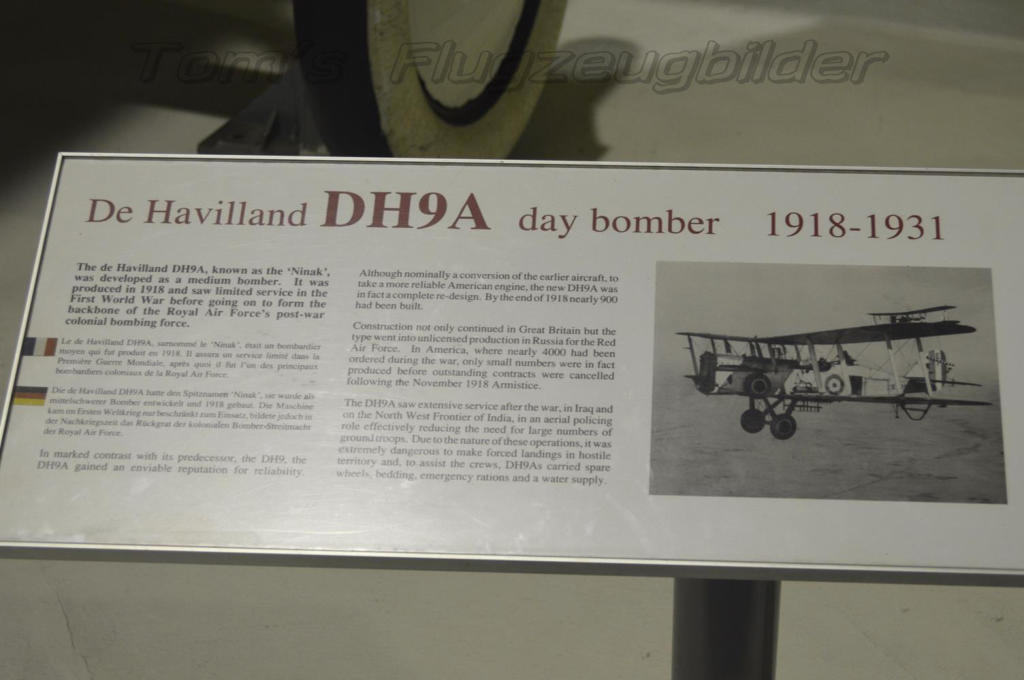 Tom's Flugzeugbilder
De Havilland DH9A day bomber 1918-1931
The de Havilland DH9A, known as the 'Ninak',
was developed as a medium bomber. It was
produced in 1918 and saw limited service in the
First World War before going on to form the
backbone of the Royal Air Force's post-war
colonial bombing force.
Le de Havilland DH9A, surnommé le 'Ninak', était un bombardier
moyen qui fut produit en 1918. Il assura un service limité dans la
Première Guerre Mondiale, après quoi il fut l'un des principaux
bombardiers coloniaux de la Royal Air Force.
Die de Havilland DH9A hatte den Spitznamen 'Ninak', sie wurde als
mittelschwerer Bomber entwickelt und 1918 gebaut. Die Maschine
kam im Ersten Weltkrieg nur beschränkt zum Einsatz, bildete jedoch in
der Nachkriegszeit das Rückgrat der kolonialen Bomber-Streitmacht
der Royal Air Force.
In marked contrast with its predecessor, the DH9, the
DH9A gained an enviable reputation for reliability.
Although nominally a conversion of the earlier aircraft, to
take a more reliable American engine, the new DH9A was
in fact a complete re-design. By the end of 1918 nearly 900
had been built.
Construction not only continued in Great Britain but the
type went into unlicensed production in Russia for the Red
Air Force. In America, where nearly 4000 had been
ordered during the war, only small numbers were in fact
produced before outstanding contracts were cancelled
following the November 1918 Armistice.
The DH9A saw extensive service after the war, in Iraq and
on the North West Frontier of India, in an aerial policing
role effectively reducing the need for large numbers of
ground troops. Due to the nature of these operations, it was
extremely dangerous to make forced landings in hostile
territory and, to assist the crews, DH9As carried spare
wheels, bedding, emergency rations and a water supply.